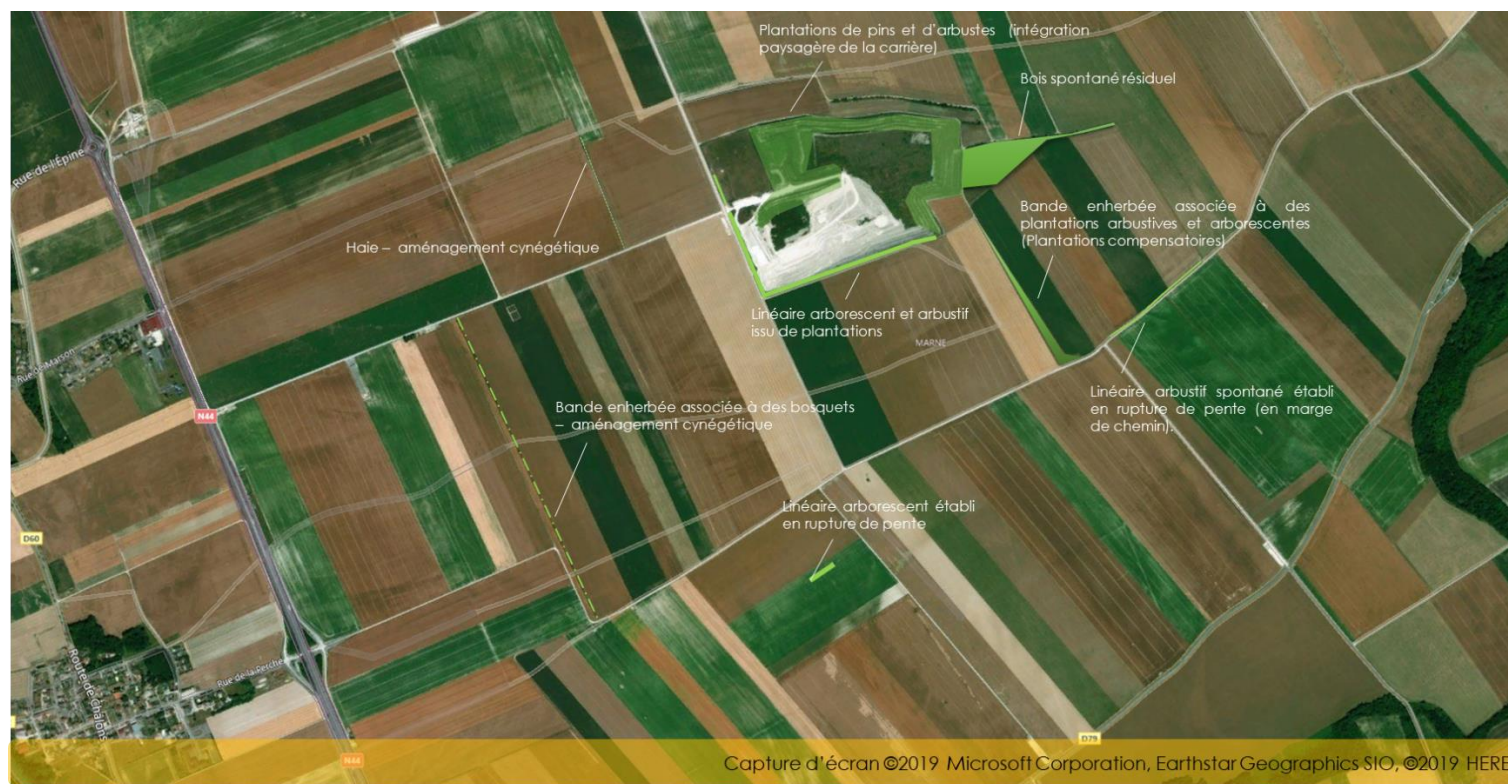 Plantations de pins et d'arbustes (intégration
paysagère de la carrière)
Bois spontané résiduel
Rue de l'Épine
Bande enherbée associée à des
plantations arbustives et arborescentes
(Plantations compensatoires)
Haie – aménagement cynégétique
Linéaire arborescent et arbustif
issu de plantations
MARNE
Rue de Maison
Linéaire arbustif spontané établi
en rupture de pente (en marge
de chemin).
N44
Bande enherbée associée à des bosquets
– aménagement cynégétique
Linéaire arborescent établi
en rupture de pente
D60
Rue de la Perche
Route de Châlons
D79
N44
Capture d'écran ©2019 Microsoft Corporation, Earthstar Geographics SIO, ©2019 HERE